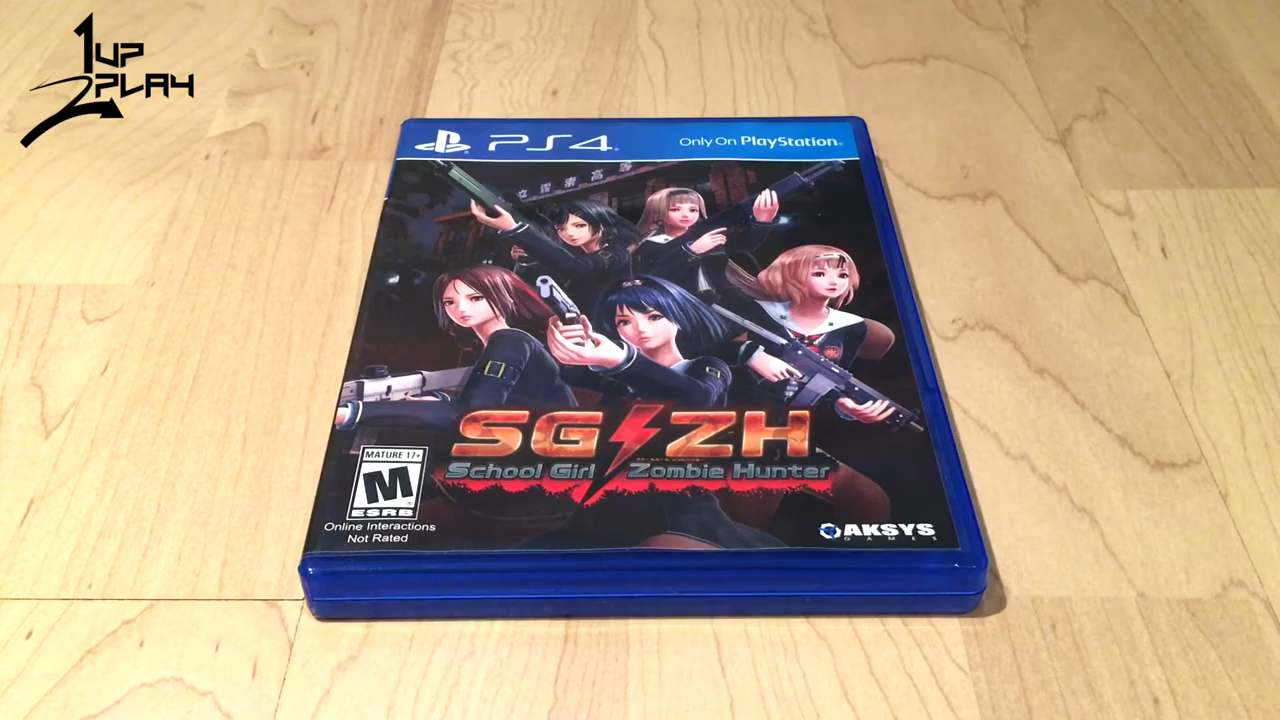 1UP
2PLAY
PS4
Only On PlayStation
SG ZH
School Girl Zombie Hunter
MATURE 17+
M
ESRB
Online Interactions
Not Rated
AKSYS
GAMES